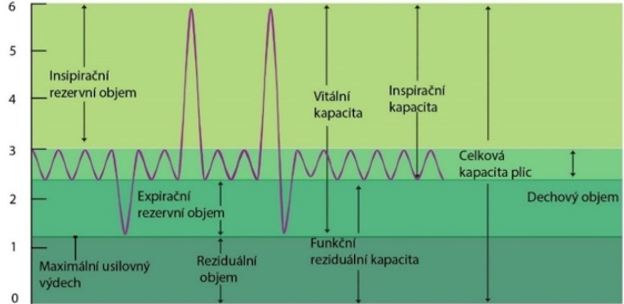 6
5
4
3
2
1
0
Insipirační
rezervní objem
Vitální
kapacita
Inspirační
kapacita
Celková
kapacita plic
Dechový objem
Expirační
rezervní objem
Maximální usilovný
výdech
Reziduální
objem
Funkční
reziduální kapacita